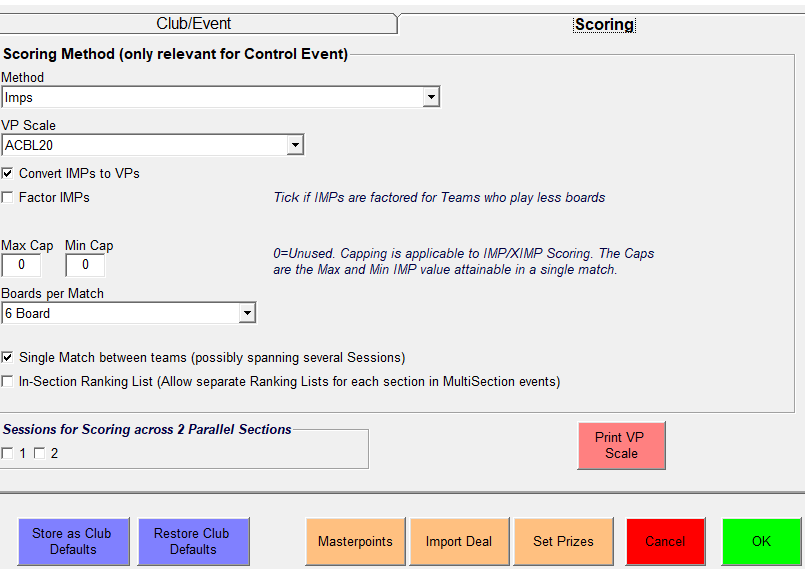 Club/Event
Scoring
Scoring Method (only relevant for Control Event)
Method
Imps
VP Scale
ACBL20
Convert IMPs to VPs
Factor IMPs
Tick if IMPs are factored for Teams who play less boards
Max Cap
Min Cap
0
0
0=Unused. Capping is applicable to IMP/XIMP Scoring. The Caps
are the Max and Min IMP value attainable in a single match.
Boards per Match
6 Board
Single Match between teams (possibly spanning several Sessions)
In-Section Ranking List (Allow separate Ranking Lists for each section in MultiSection events)
Sessions for Scoring across 2 Parallel Sections
1
2
Print VP
Scale
Store as Club
Defaults
Restore Club
Defaults
Masterpoints
Import Deal
Set Prizes
Cancel
OK